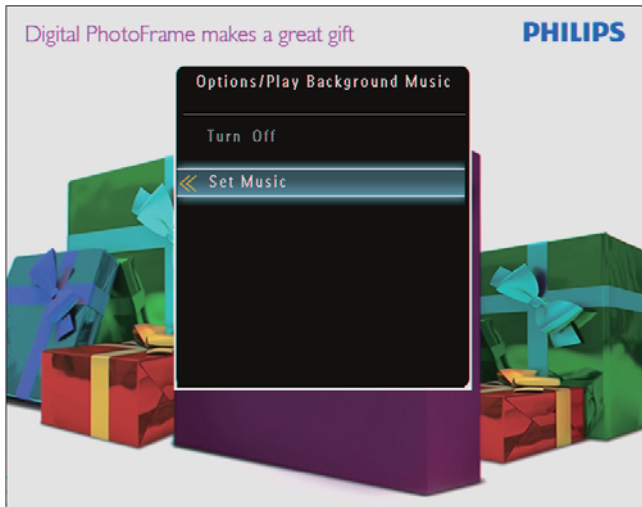 Digital PhotoFrame makes a great gift
PHILIPS
Options/Play Background Music
Turn Off
Set Music